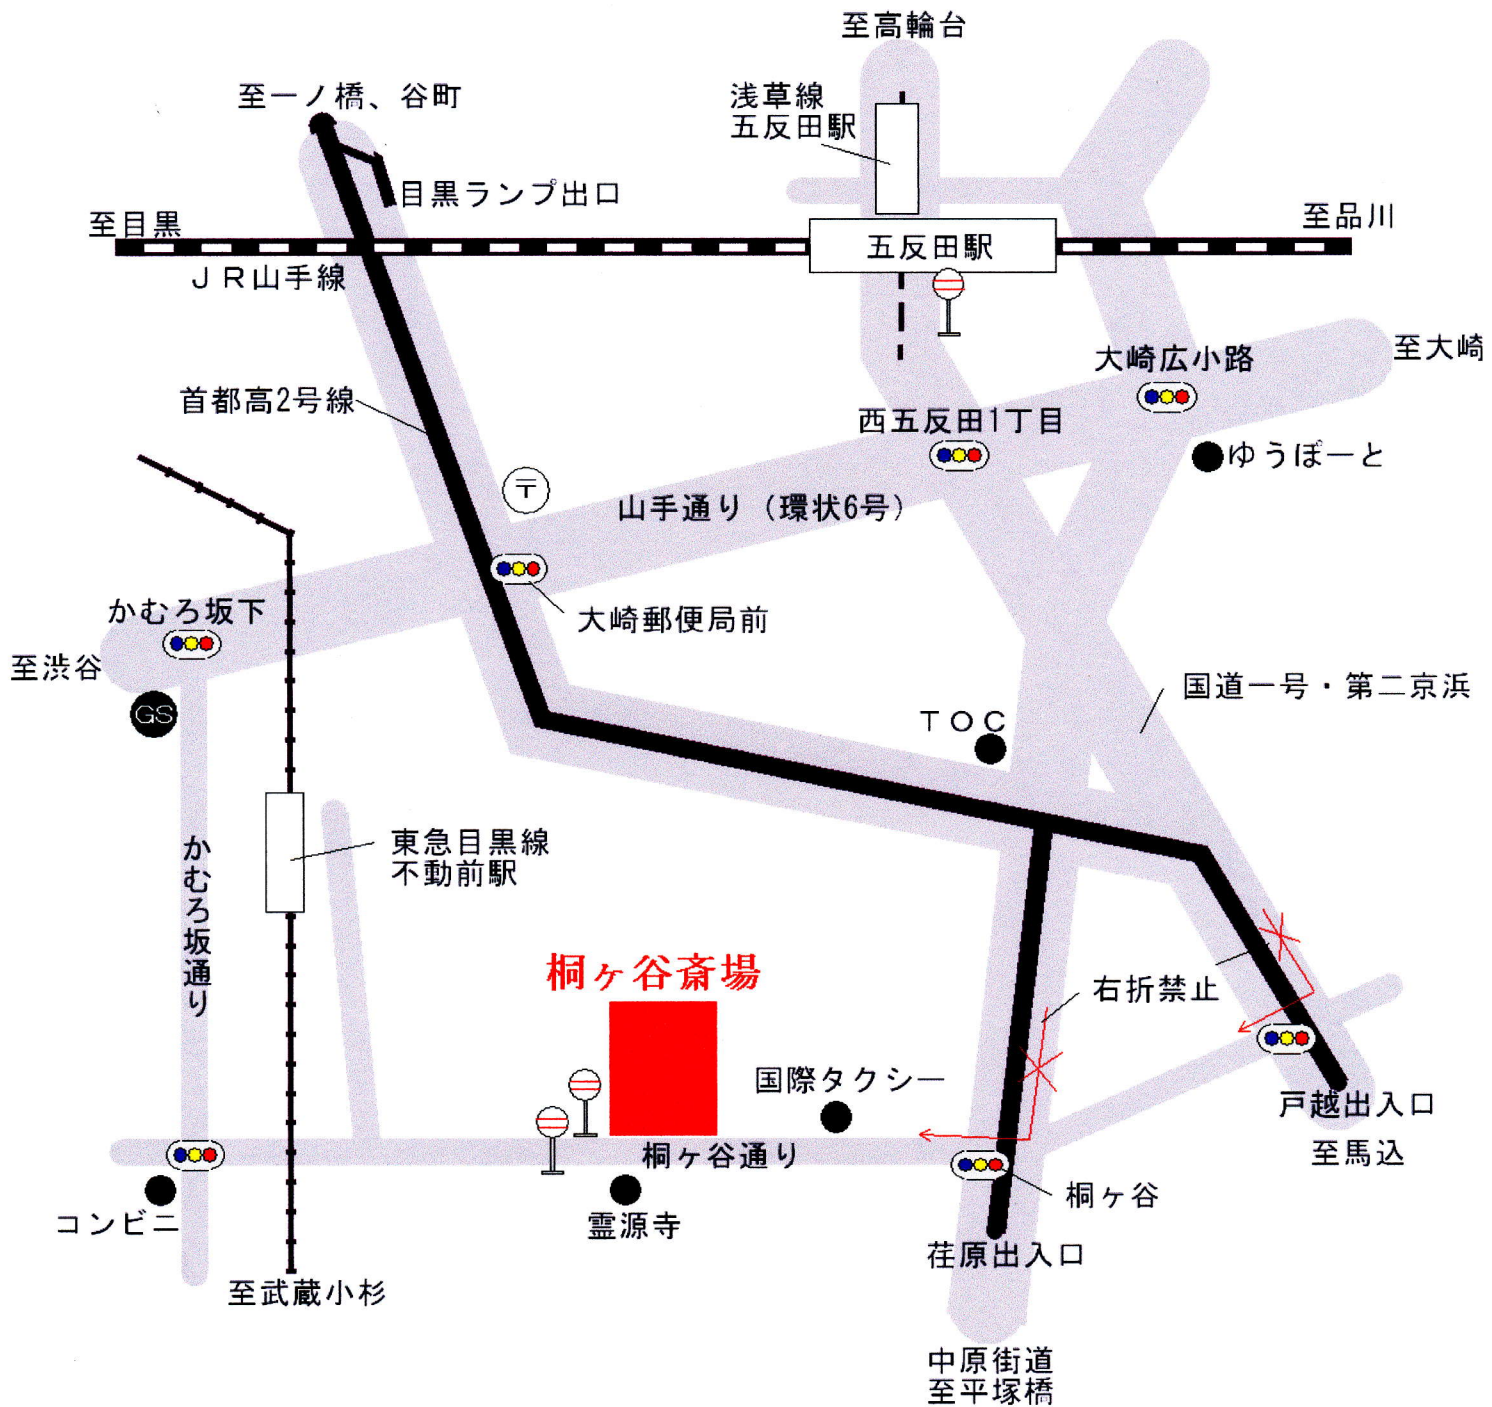 至高輪台
至一ノ橋、谷町
浅草線
五反田駅
目黒ランプ出口
至目黒
至品川
五反田駅
JR山手線
至大崎
大崎広小路
首都高2号線
西五反田1丁目
ゆうぽーと
〒
山手通り（環状6号）
かむろ坂下
大崎郵便局前
至渋谷
国道一号・第二京浜
GS
TOC
東急目黒線
不動前駅
かむろ坂通り
桐ヶ谷斎場
右折禁止
国際タクシー
戸越出入口
至馬込
桐ヶ谷通り
桐ヶ谷
コンビニ
霊源寺
荏原出入口
至武蔵小杉
中原街道
至平塚橋